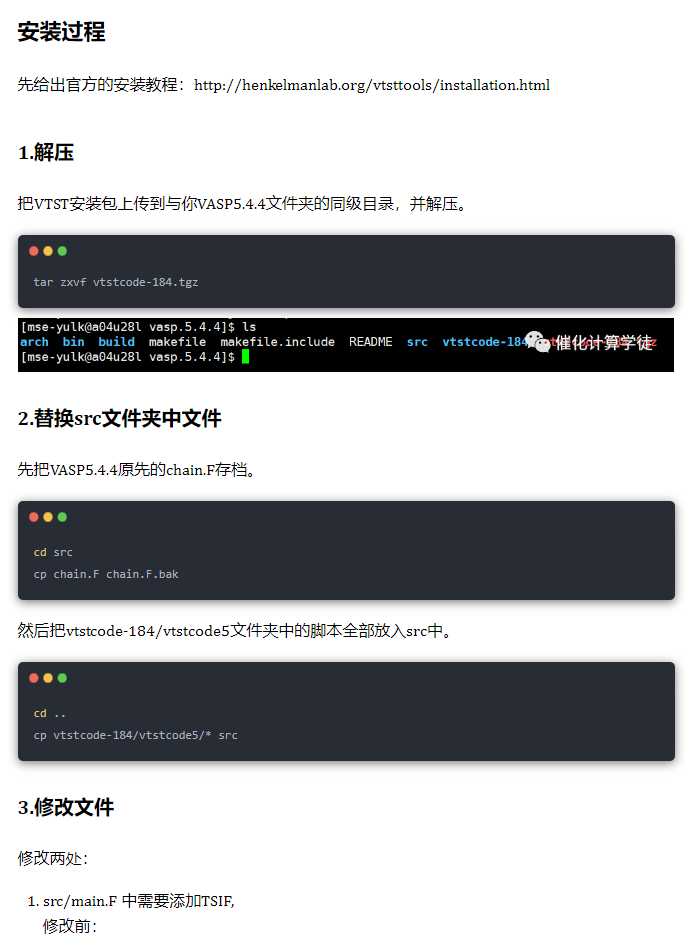 安装过程
先给出官方的安装教程：http://henkelmanlab.org/vtsttools/installation.html
1.解压
把VTST安装包上传到与你VASP5.4.4文件夹的同级目录，并解压。
tar zxvf vtstcode-184.tgz
[mse-yulk@a04u28l vasp.5.4.4]$ ls
arch bin build makefile makefile.include README src vtstcode-184
催化计算学徒
[mse-yulk@a04u28l vasp.5.4.4]$
2.替换src文件夹中文件
先把VASP5.4.4原先的chain.F存档。
cd src
cp chain.F chain.F.bak
然后把vtstcode-184/vtstcode5文件夹中的脚本全部放入src中。
cd ..
cp vtstcode-184/vtstcode5/* src
3.修改文件
修改两处：
1. src/main.F 中需要添加TSIF,
修改前：